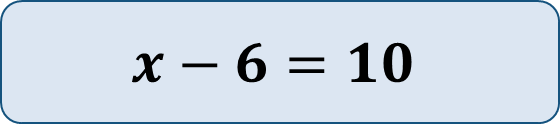 x − 6 = 10